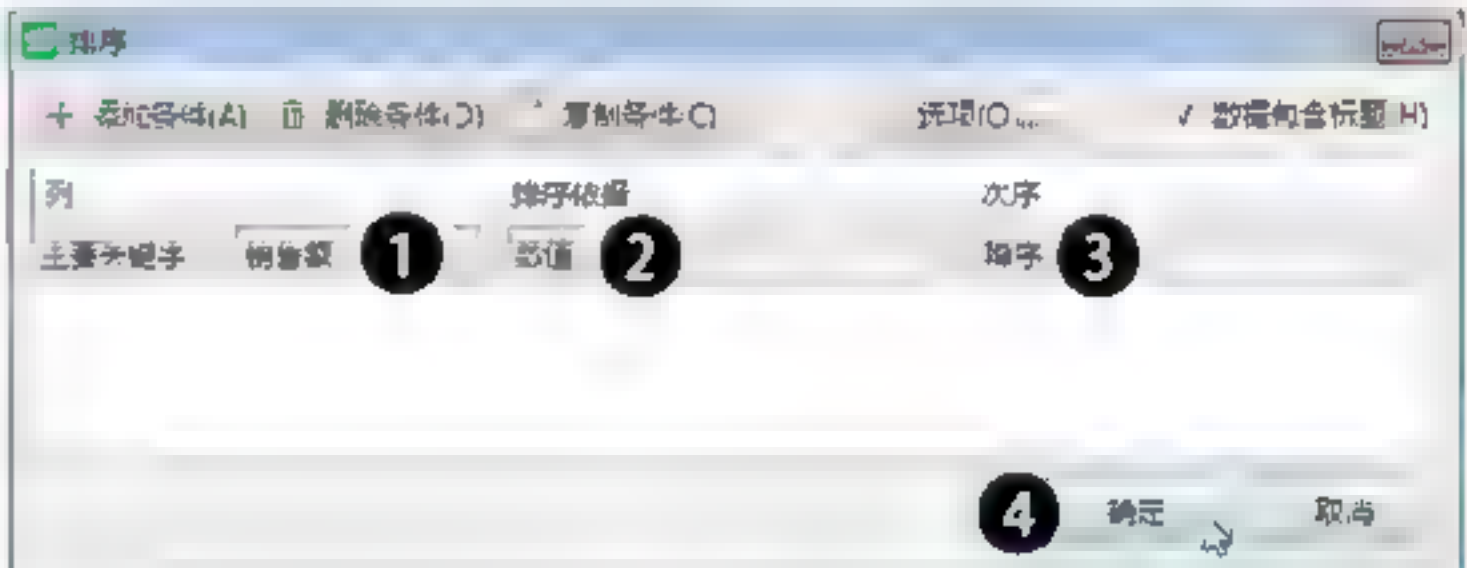 排序
+ 添加条件(A) 删除条件(D) 复制条件(C) 选项(O)... ✓ 数据包含标题(H)
列 排序依据 次序
主要关键字 销售额 1 数值 2 降序 3
4 确定 取消